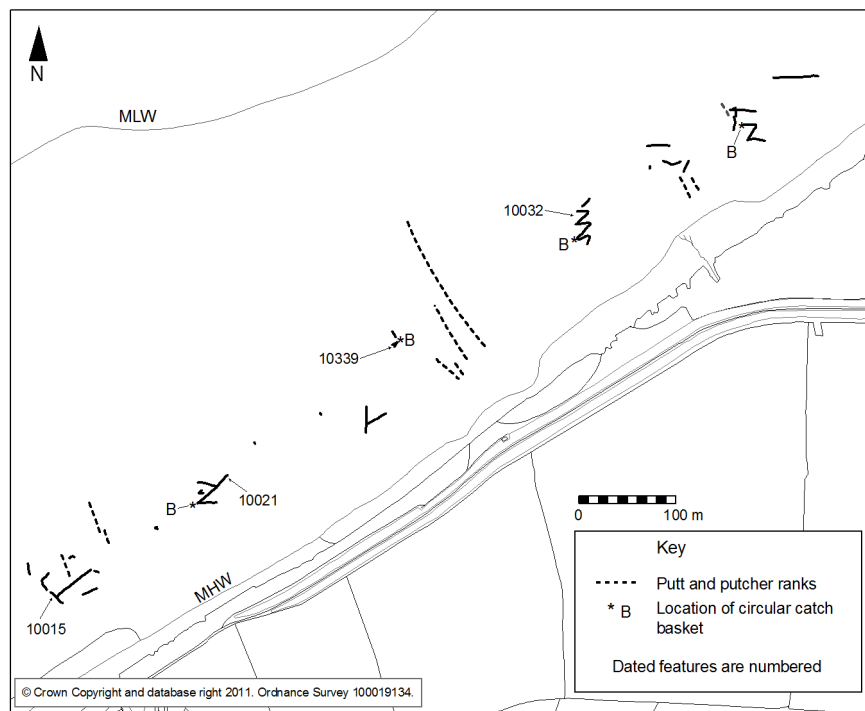 N
MLW
B
10032
B
10339
B
10021
B
MHW
10015
0 100 m
Key
Putt and putcher ranks
* B Location of circular catch
basket
Dated features are numbered
© Crown Copyright and database right 2011. Ordnance Survey 100019134.